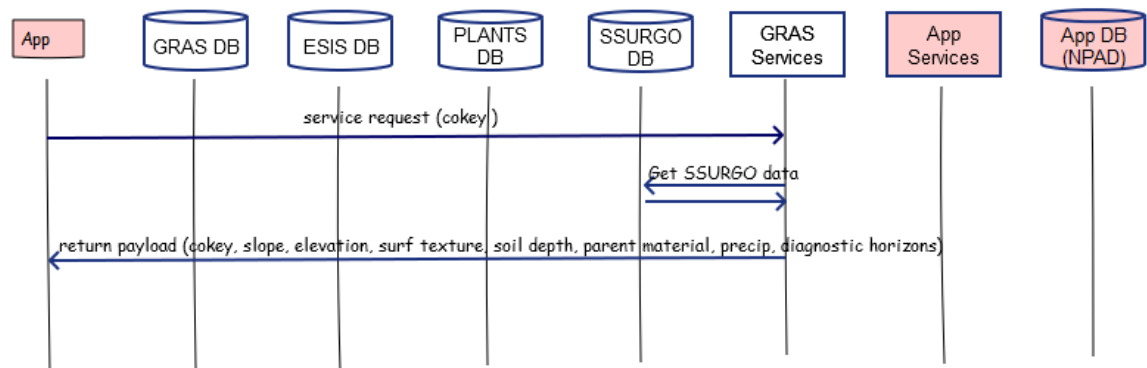 App
GRAS DB
ESIS DB
PLANTS
DB
SSURGO
DB
GRAS
Services
App
Services
App DB
(NPAD)
service request (cokey )
Get SSURGO data
return payload (cokey, slope, elevation, surf texture, soil depth, parent material, precip, diagnostic horizons)